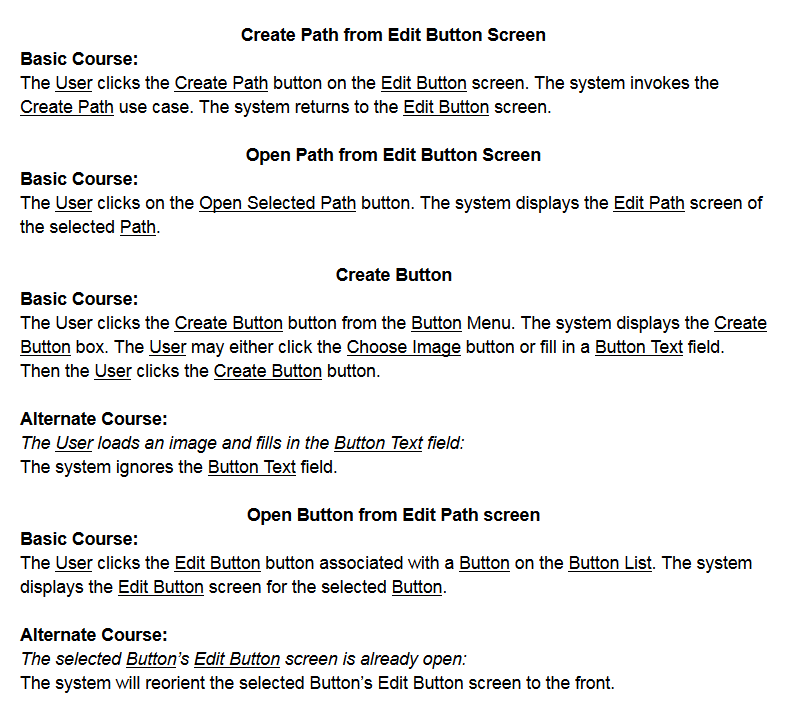 Create Path from Edit Button Screen
Basic Course:
The User clicks the Create Path button on the Edit Button screen. The system invokes the
Create Path use case. The system returns to the Edit Button screen.
Open Path from Edit Button Screen
Basic Course:
The User clicks on the Open Selected Path button. The system displays the Edit Path screen of
the selected Path.
Create Button
Basic Course:
The User clicks the Create Button button from the Button Menu. The system displays the Create
Button box. The User may either click the Choose Image button or fill in a Button Text field.
Then the User clicks the Create Button button.
Alternate Course:
The User loads an image and fills in the Button Text field:
The system ignores the Button Text field.
Open Button from Edit Path screen
Basic Course:
The User clicks the Edit Button button associated with a Button on the Button List. The system
displays the Edit Button screen for the selected Button.
Alternate Course:
The selected Button’s Edit Button screen is already open:
The system will reorient the selected Button’s Edit Button screen to the front.